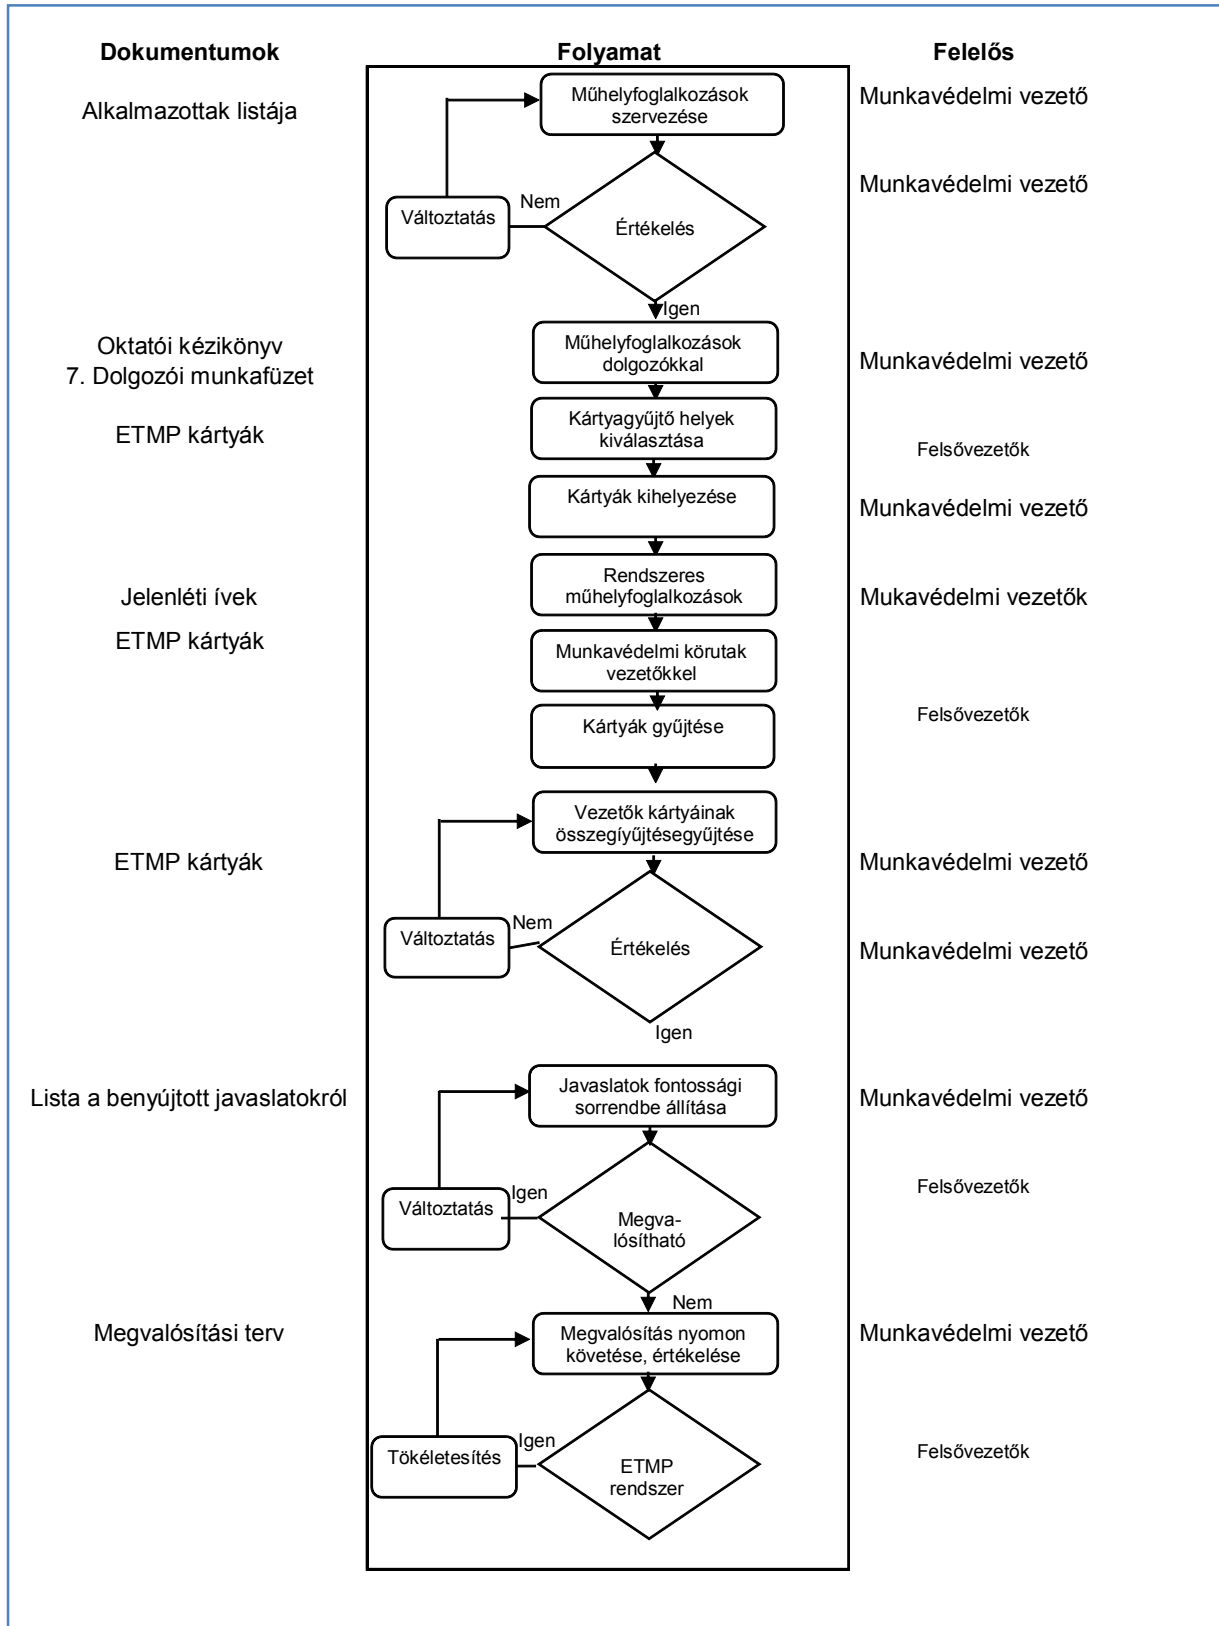 Dokumentumok Folyamat Felelős
Alkalmazottak listája
Műhelyfoglalkozások
szervezése
Munkavédelmi vezető
Munkavédelmi vezető
Nem
Változtatás
Értékelés
Igen
Oktatói kézikönyv
7. Dolgozói munkafüzet
Műhelyfoglalkozások
dolgozókkal
Munkavédelmi vezető
ETMP kártyák
Kártyagyűjtő helyek
kiválasztása
Felsővezetők
Kártyák kihelyezése
Munkavédelmi vezető
Jelenléti ívek
Rendszeres
műhelyfoglalkozások
Mukavédelmi vezetők
ETMP kártyák
Munkavédelmi körutak
vezetőkkel
Kártyák gyűjtése
Felsővezetők
Vezetők kártyáinak
összegíyűjtésegyűjtése
ETMP kártyák
Munkavédelmi vezető
Nem
Változtatás
Értékelés
Munkavédelmi vezető
Igen
Lista a benyújtott javaslatokról
Javaslatok fontossági
sorrendbe állítása
Munkavédelmi vezető
Igen
Felsővezetők
Változtatás
Megva-
lósítható
Nem
Megvalósítási terv
Megvalósítás nyomon
követése, értékelése
Munkavédelmi vezető
Igen
Tökéletesítés
ETMP
rendszer
Felsővezetők